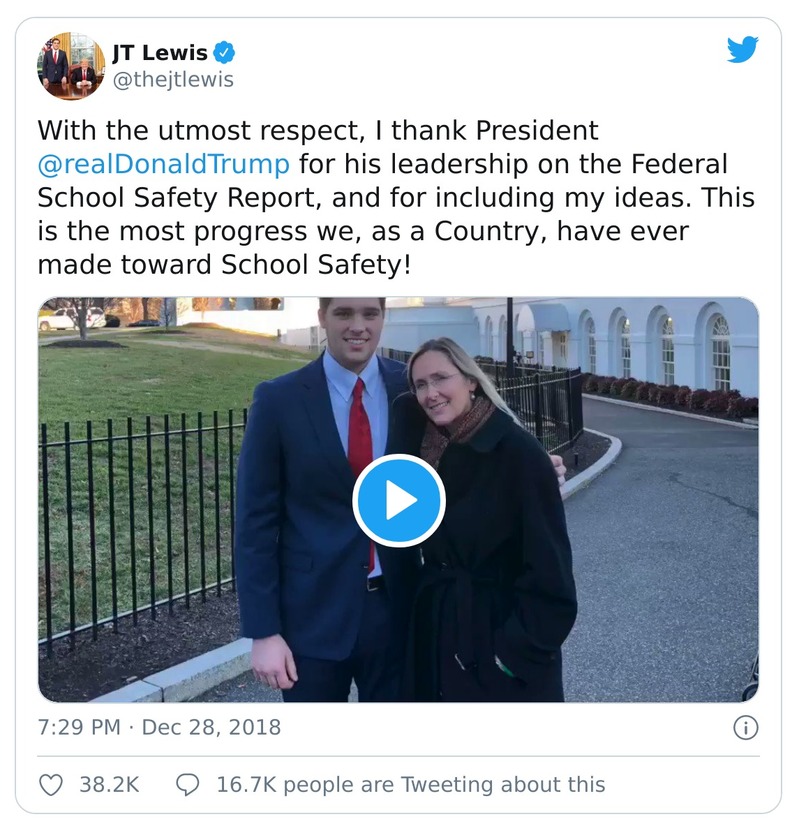 JT Lewis
@thejtlewis
With the utmost respect, I thank President
@realDonaldTrump for his leadership on the Federal
School Safety Report, and for including my ideas. This
is the most progress we, as a Country, have ever
made toward School Safety!
7:29 PM · Dec 28, 2018
38.2K 16.7K people are Tweeting about this